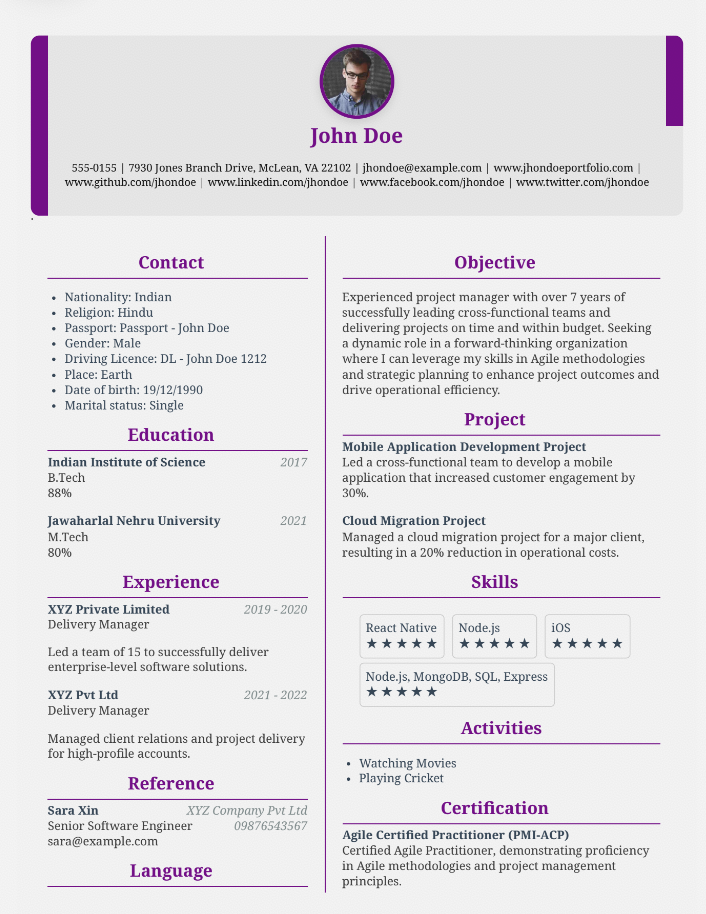 John Doe
555-0155 | 7930 Jones Branch Drive, McLean, VA 22102 | jhondoe@example.com | www.jhondoeportfolio.com |
www.github.com/jhondoe | www.linkedin.com/jhondoe | www.facebook.com/jhondoe | www.twitter.com/jhondoe
.
Contact
• Nationality: Indian
• Religion: Hindu
• Passport: Passport - John Doe
• Gender: Male
• Driving Licence: DL - John Doe 1212
• Place: Earth
• Date of birth: 19/12/1990
• Marital status: Single
Education
Indian Institute of Science 2017
B.Tech
88%
Jawaharlal Nehru University 2021
M.Tech
80%
Experience
XYZ Private Limited 2019 - 2020
Delivery Manager
Led a team of 15 to successfully deliver
enterprise-level software solutions.
XYZ Pvt Ltd 2021 - 2022
Delivery Manager
Managed client relations and project delivery
for high-profile accounts.
Reference
Sara Xin XYZ Company Pvt Ltd
Senior Software Engineer 09876543567
sara@example.com
Language
Objective
Experienced project manager with over 7 years of
successfully leading cross-functional teams and
delivering projects on time and within budget. Seeking
a dynamic role in a forward-thinking organization
where I can leverage my skills in Agile methodologies
and strategic planning to enhance project outcomes and
drive operational efficiency.
Project
Mobile Application Development Project
Led a cross-functional team to develop a mobile
application that increased customer engagement by
30%.
Cloud Migration Project
Managed a cloud migration project for a major client,
resulting in a 20% reduction in operational costs.
Skills
React Native Node.js iOS
★★★★★ ★★★★★ ★★★★★
Node.js, MongoDB, SQL, Express
★★★★★
Activities
• Watching Movies
• Playing Cricket
Certification
Agile Certified Practitioner (PMI-ACP)
Certified Agile Practitioner, demonstrating proficiency
in Agile methodologies and project management
principles.